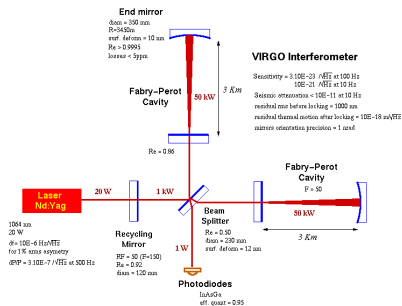 End mirror
diam = 350 mm
R=3450m
surf. deform = 10 nm
Re > 0.9995
losses < 5ppm
VIRGO Interferometer
Sensitivity = 3.10E-23 /√Hz at 100 Hz
10E-21 /√Hz at 10 Hz
Seismic attenuation < 10E-11 at 10 Hz
residual rms before locking = 1000 nm
residual thermal motion after locking = 10E-18 m/√Hz
mirrors orientation precision = 1 nrad
3 Km
Fabry-Perot
Cavity
50 kW
Re = 0.86
Fabry-Perot
Cavity
F = 50
Laser
Nd:Yag
20 W
1 kW
50 kW
Beam
Splitter
3 Km
1064 nm
20 W
df= 10E-6 Hz/√Hz
for 1% arms asymetry
dP/P = 3.10E-7 /√Hz at 500 Hz
Recycling
Mirror
RF = 50 (F=150)
Re = 0.92
diam = 120 mm
1 W
Re = 0.50
diam = 230 mm
surf. deform = 12 nm
Photodiodes
InAsGa
eff. quant = 0.95